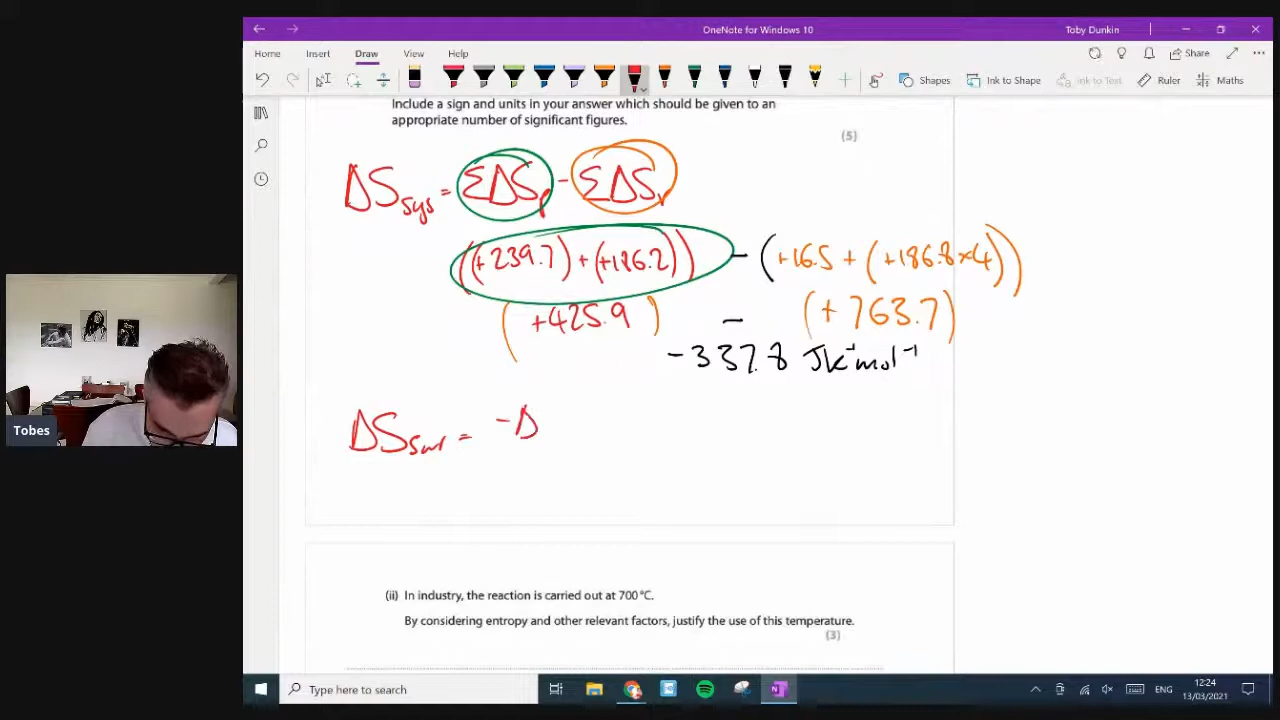 OneNote for Windows 10
Toby Dunkin
Home Insert Draw View Help
Share
Shapes Ink to Shape Ink to Text Ruler Maths
Include a sign and units in your answer which should be given to an
appropriate number of significant figures.
(5)
ΔSsys = ΣΔSp - ΣΔSr
((+239.7) + (+186.2)) - (+16.5 + (+186.8×4))
(+425.9) - (+763.7)
-337.8 JK⁻¹mol⁻¹
ΔSsurr = -Δ
Tobes
(ii) In industry, the reaction is carried out at 700 °C.
By considering entropy and other relevant factors, justify the use of this temperature.
(3)
Type here to search
ENG
12:24
13/03/2021